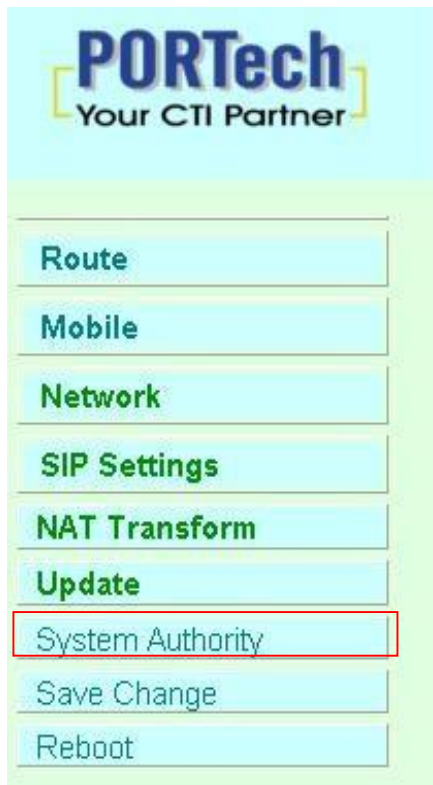 PORTech
Your CTI Partner
Route
Mobile
Network
SIP Settings
NAT Transform
Update
System Authority
Save Change
Reboot